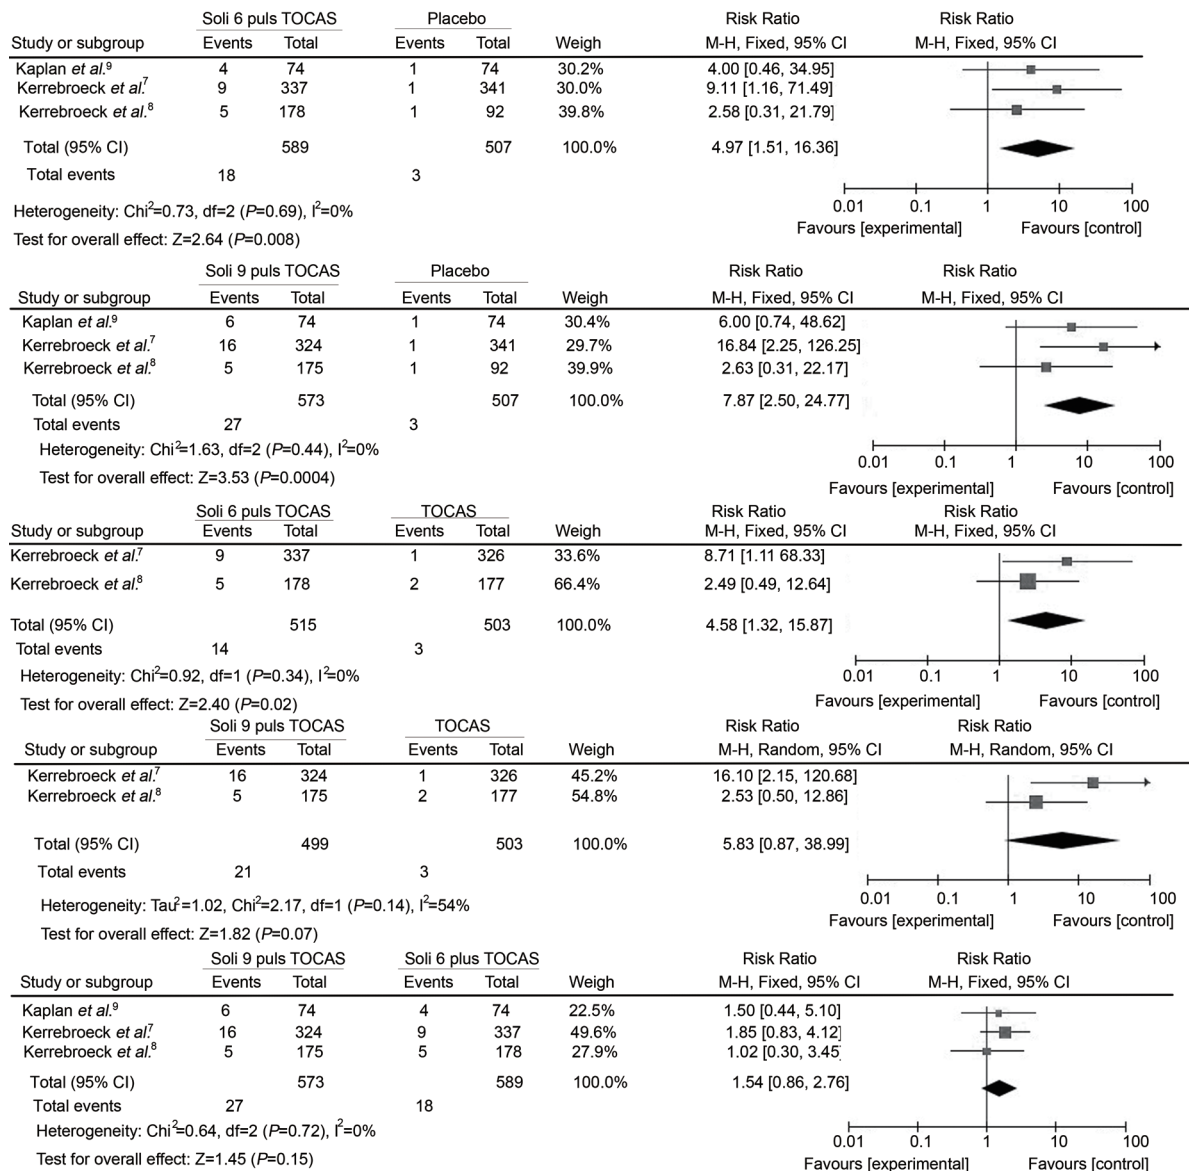 Soli 6 puls TOCAS Placebo Risk Ratio Risk Ratio
Study or subgroup Events Total Events Total Weigh M-H, Fixed, 95% CI M-H, Fixed, 95% CI
Kaplan et al.9 4 74 1 74 30.2% 4.00 [0.46, 34.95]
Kerrebroeck et al.7 9 337 1 341 30.0% 9.11 [1.16, 71.49]
Kerrebroeck et al.8 5 178 1 92 39.8% 2.58 [0.31, 21.79]
Total (95% CI) 589 507 100.0% 4.97 [1.51, 16.36]
Total events 18 3
0.01 0.1 1 10 100
Heterogeneity: Chi2=0.73, df=2 (P=0.69), I2=0%
Favours [experimental] Favours [control]
Test for overall effect: Z=2.64 (P=0.008)
Soli 9 puls TOCAS Placebo Risk Ratio Risk Ratio
Study or subgroup Events Total Events Total Weigh M-H, Fixed, 95% CI M-H, Fixed, 95% CI
Kaplan et al.9 6 74 1 74 30.4% 6.00 [0.74, 48.62]
Kerrebroeck et al.7 16 324 1 341 29.7% 16.84 [2.25, 126.25]
Kerrebroeck et al.8 5 175 1 92 39.9% 2.63 [0.31, 22.17]
Total (95% CI) 573 507 100.0% 7.87 [2.50, 24.77]
Total events 27 3
Heterogeneity: Chi2=1.63, df=2 (P=0.44), I2=0%
0.01 0.1 1 10 100
Test for overall effect: Z=3.53 (P=0.0004)
Favours [experimental] Favours [control]
Soli 6 puls TOCAS TOCAS Risk Ratio Risk Ratio
Study or subgroup Events Total Events Total Weigh M-H, Fixed, 95% CI M-H, Fixed, 95% CI
Kerrebroeck et al.7 9 337 1 326 33.6% 8.71 [1.11 68.33]
Kerrebroeck et al.8 5 178 2 177 66.4% 2.49 [0.49, 12.64]
Total (95% CI) 515 503 100.0% 4.58 [1.32, 15.87]
Total events 14 3
Heterogeneity: Chi2=0.92, df=1 (P=0.34), I2=0%
0.01 0.1 1 10 100
Test for overall effect: Z=2.40 (P=0.02)
Favours [experimental] Favours [control]
Soli 9 puls TOCAS TOCAS Risk Ratio Risk Ratio
Study or subgroup Events Total Events Total Weigh M-H, Random, 95% CI M-H, Random, 95% CI
Kerrebroeck et al.7 16 324 1 326 45.2% 16.10 [2.15, 120.68]
Kerrebroeck et al.8 5 175 2 177 54.8% 2.53 [0.50, 12.86]
Total (95% CI) 499 503 100.0% 5.83 [0.87, 38.99]
Total events 21 3
0.01 0.1 1 10 100
Heterogeneity: Tau2=1.02, Chi2=2.17, df=1 (P=0.14), I2=54%
Favours [experimental] Favours [control]
Test for overall effect: Z=1.82 (P=0.07)
Soli 9 puls TOCAS Soli 6 plus TOCAS Risk Ratio Risk Ratio
Study or subgroup Events Total Events Total Weigh M-H, Fixed, 95% CI M-H, Fixed, 95% CI
Kaplan et al.9 6 74 4 74 22.5% 1.50 [0.44, 5.10]
Kerrebroeck et al.7 16 324 9 337 49.6% 1.85 [0.83, 4.12]
Kerrebroeck et al.8 5 175 5 178 27.9% 1.02 [0.30, 3.45]
Total (95% CI) 573 589 100.0% 1.54 [0.86, 2.76]
Total events 27 18
Heterogeneity: Chi2=0.64, df=2 (P=0.72), I2=0%
0.01 0.1 1 10 100
Test for overall effect: Z=1.45 (P=0.15)
Favours [experimental] Favours [control]